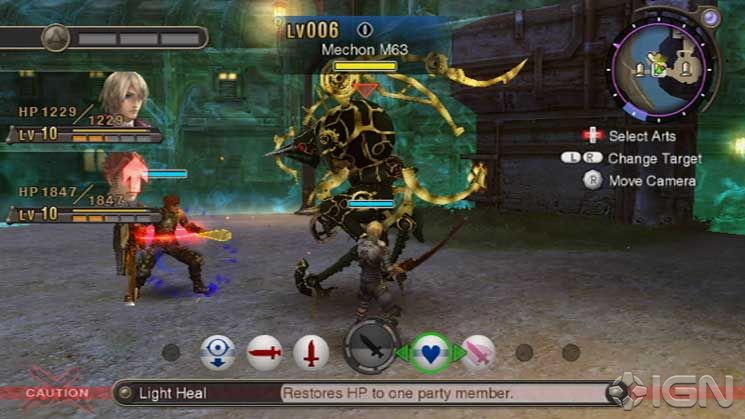 Lv006
Mechon M63
HP 1229 / 1229
LV 10
HP 1847 / 1847
LV 10
Select Arts
L R Change Target
R Move Camera
CAUTION
Light Heal
Restores HP to one party member.
IGN